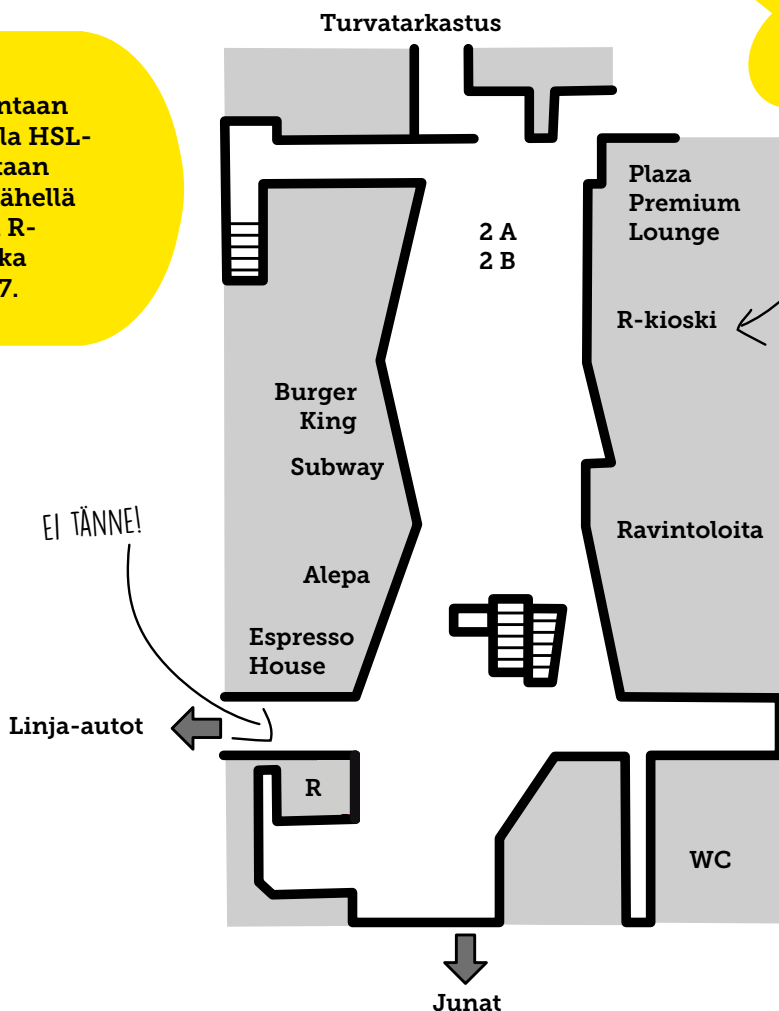 Turvatarkastus
ntaan
la HSL-
taan
ähellä
R-
ka
7.
Plaza
Premium
Lounge
2 A
2 B
R-kioski
Burger
King
Subway
EI TÄNNE!
Ravintoloita
Alepa
Espresso
House
Linja-autot
R
WC
Junat